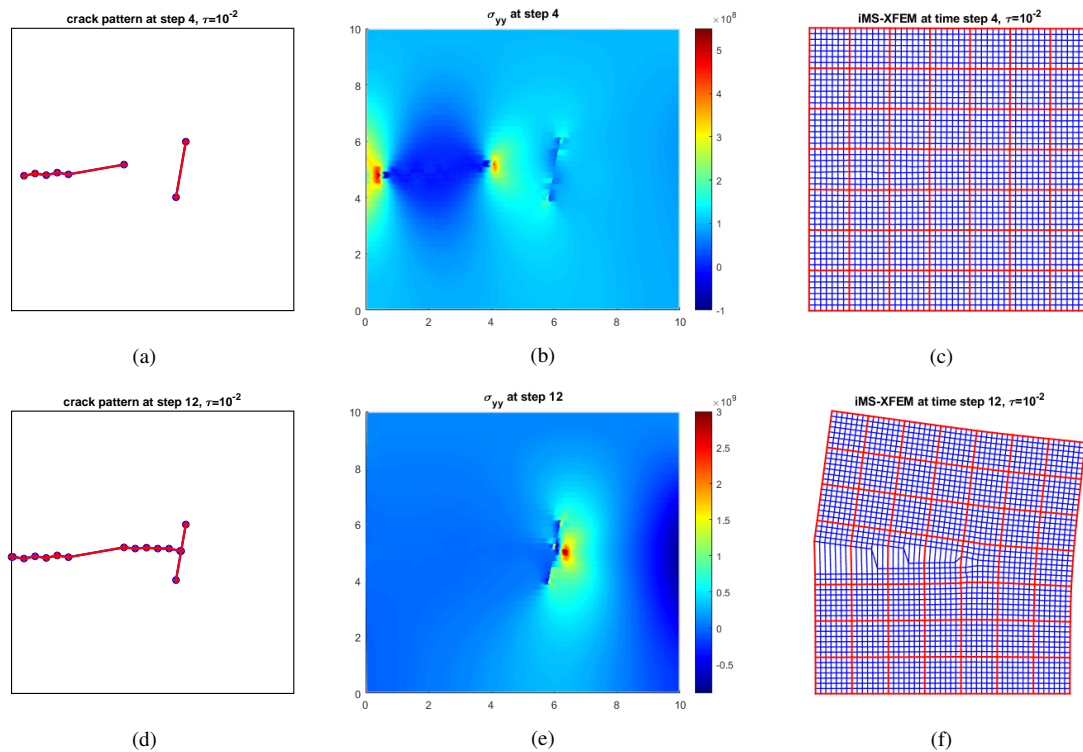 crack pattern at step 4, τ=10⁻²
σyy at step 4
iMS-XFEM at time step 4, τ=10⁻²
×10⁸
10
8
6
4
2
0
0 2 4 6 8 10
5
4
3
2
1
0
-1
(a) (b) (c)
crack pattern at step 12, τ=10⁻²
σyy at step 12
iMS-XFEM at time step 12, τ=10⁻²
×10⁹
10
8
6
4
2
0
0 2 4 6 8 10
3
2.5
2
1.5
1
0.5
0
-0.5
(d) (e) (f)